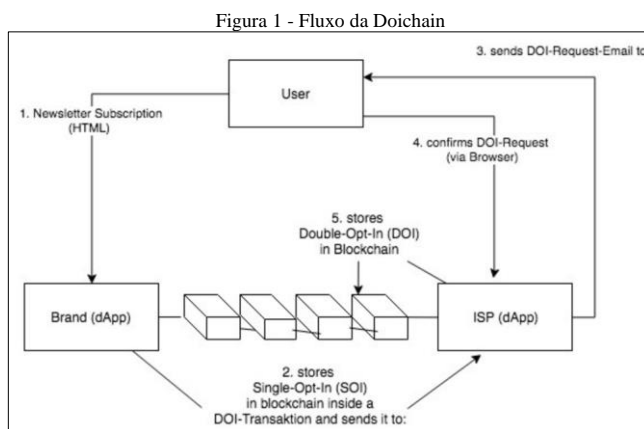 Figura 1 - Fluxo da Doichain
3. sends DOI-Request-Email to
User
1. Newsletter Subscription
(HTML)
4. confirms DOI-Request
(via Browser)
5. stores
Double-Opt-In (DOI)
in Blockchain
Brand (dApp)
ISP (dApp)
2. stores
Single-Opt-In (SOI)
in blockchain inside a
DOI-Transaktion and sends it to: